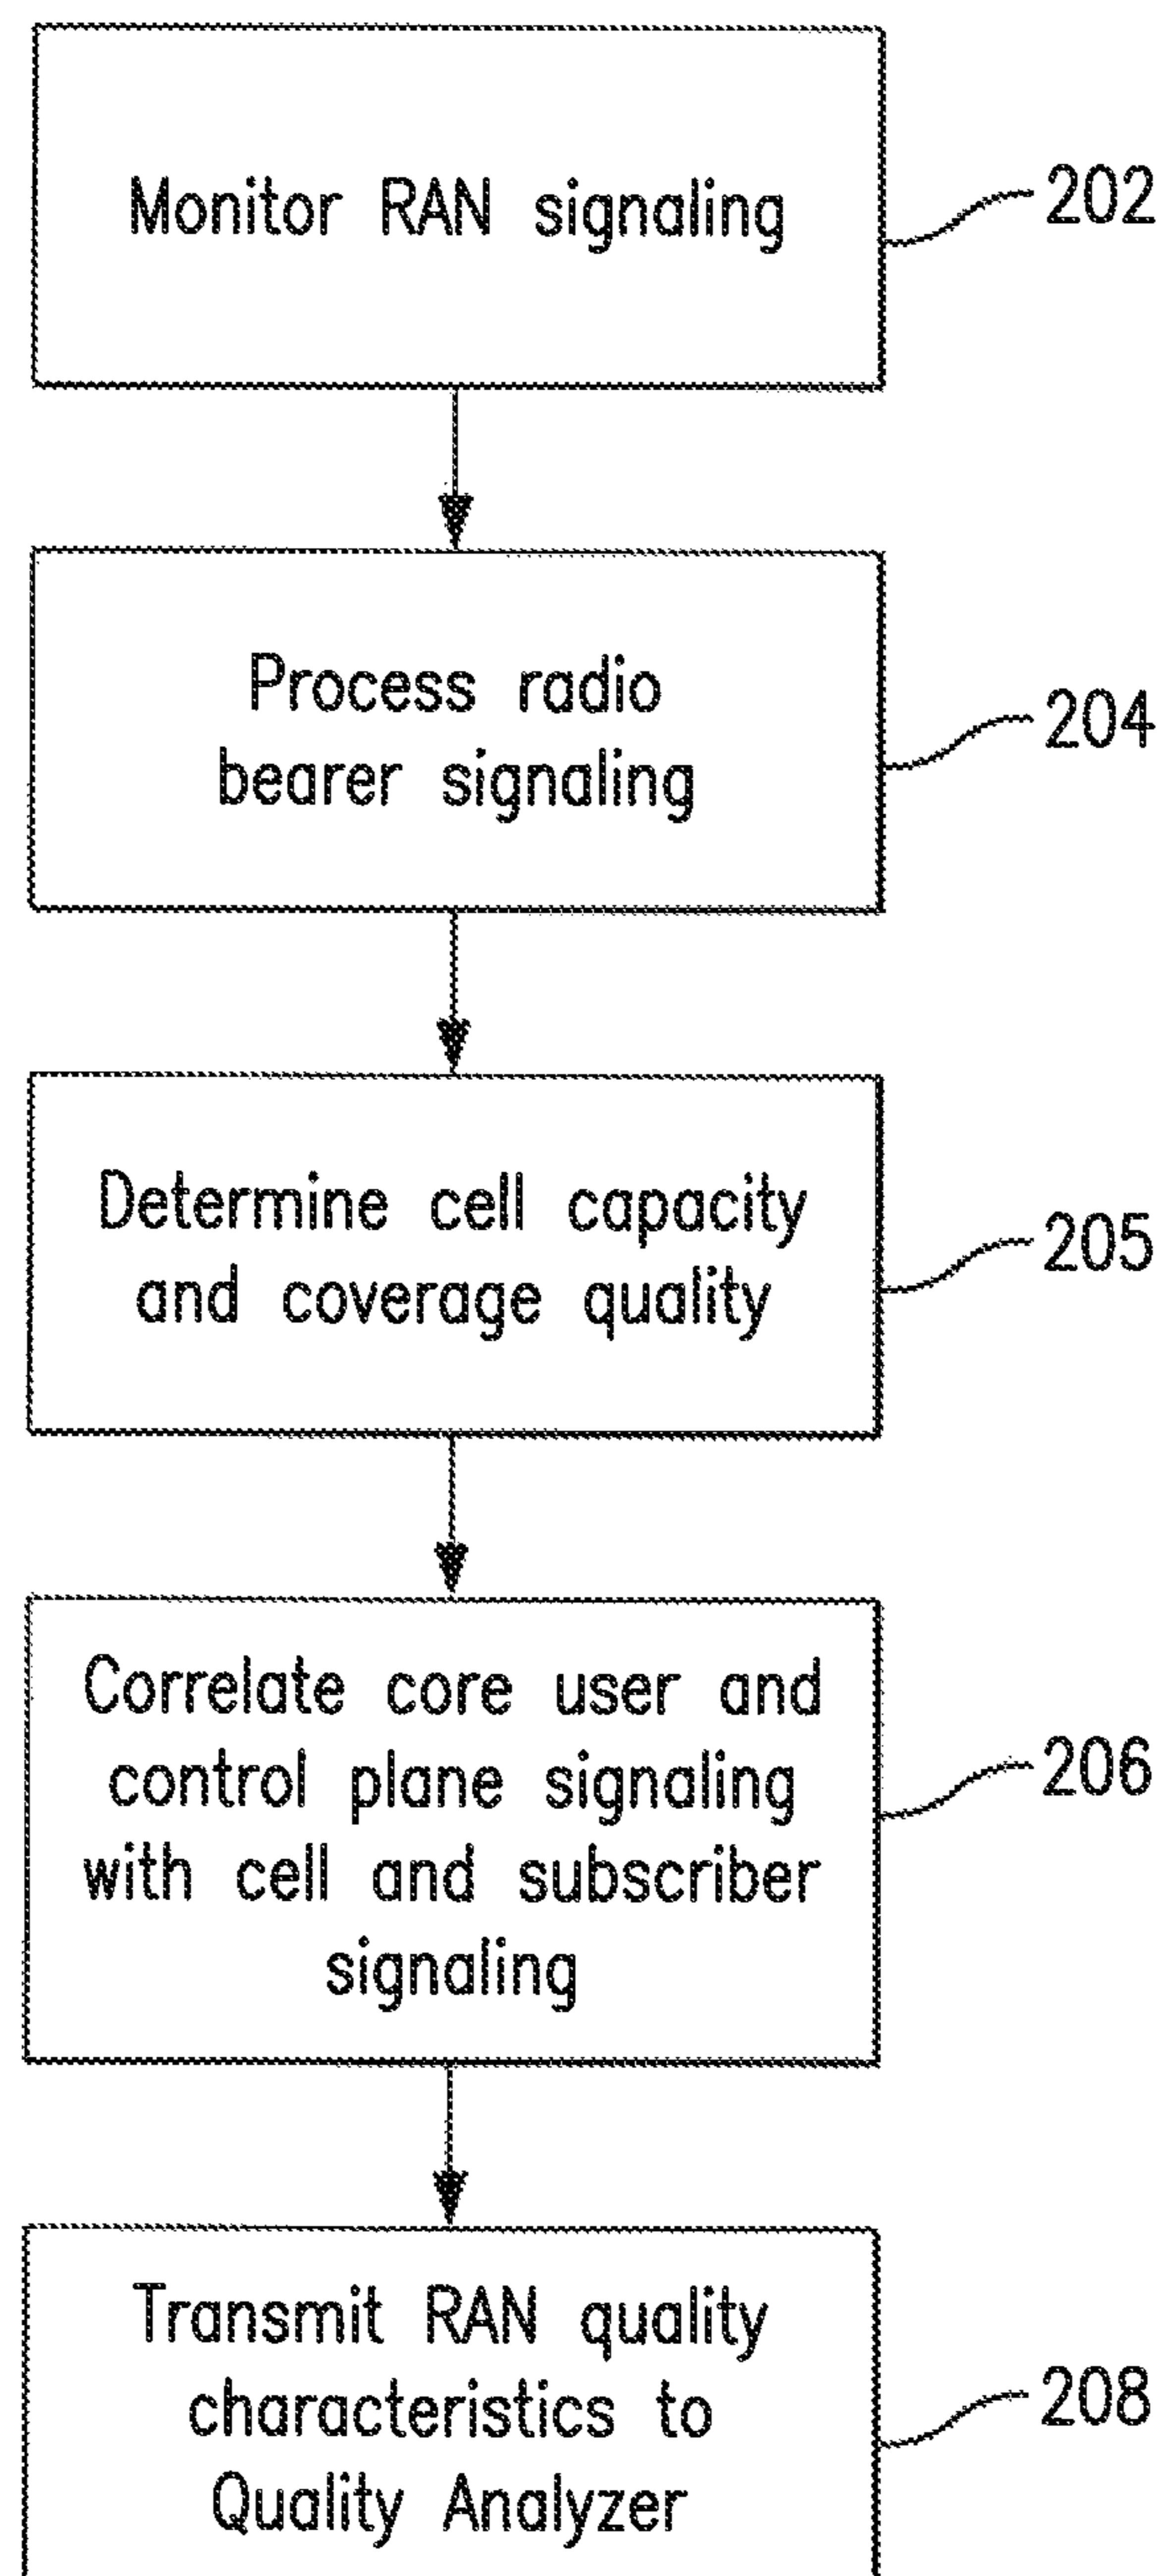 Monitor RAN signaling
202
Process radio
bearer signaling
204
Determine cell capacity
and coverage quality
205
Correlate core user and
control plane signaling
with cell and subscriber
signaling
206
Transmit RAN quality
characteristics to
Quality Analyzer
208